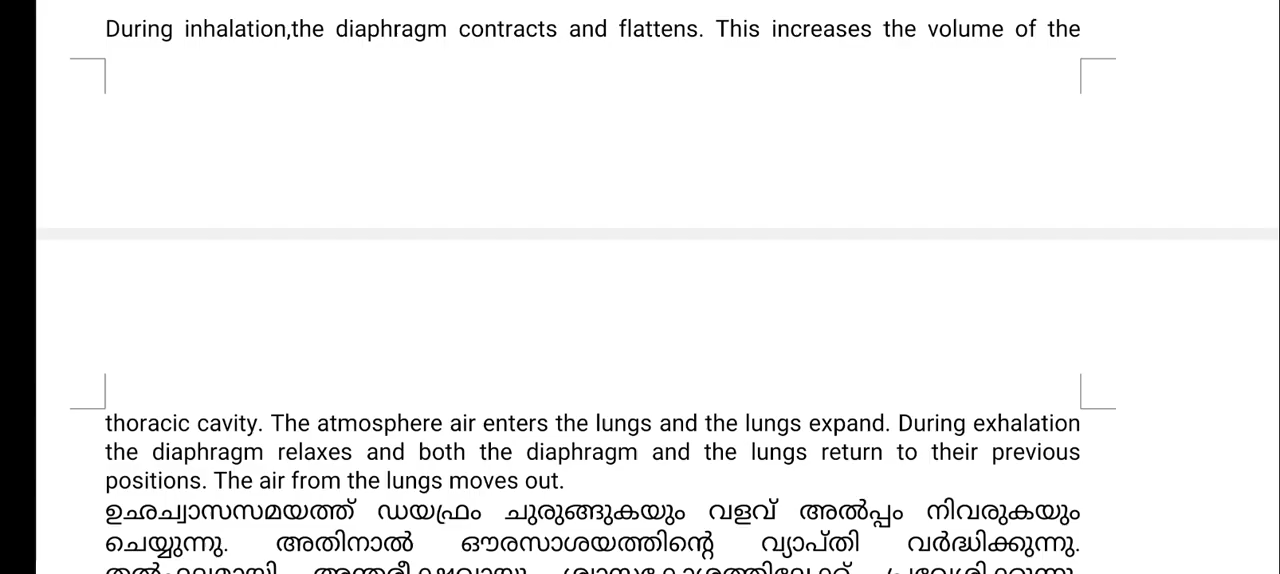 During inhalation,the diaphragm contracts and flattens. This increases the volume of the
thoracic cavity. The atmosphere air enters the lungs and the lungs expand. During exhalation
the diaphragm relaxes and both the diaphragm and the lungs return to their previous
positions. The air from the lungs moves out.
ഉഛച്വാസസമയത്ത് ഡയഫ്രം ചുരുങ്ങുകയും വളവ് അൽപ്പം നിവരുകയും
ചെയ്യുന്നു. അതിനാൽ ഔരസാശയത്തിന്റെ വ്യാപ്തി വർദ്ധിക്കുന്നു.